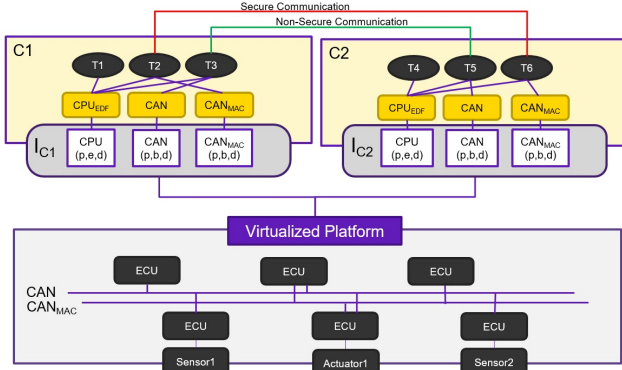 Secure Communication
Non-Secure Communication
C1
T1 T2 T3
CPU_EDF CAN CAN_MAC
I_C1
CPU (p,e,d)
CAN (p,b,d)
CAN_MAC (p,b,d)
C2
T4 T5 T6
CPU_EDF CAN CAN_MAC
I_C2
CPU (p,e,d)
CAN (p,b,d)
CAN_MAC (p,b,d)
Virtualized Platform
ECU ECU ECU
CAN
CAN_MAC
ECU ECU ECU
Sensor1 Actuator1 Sensor2